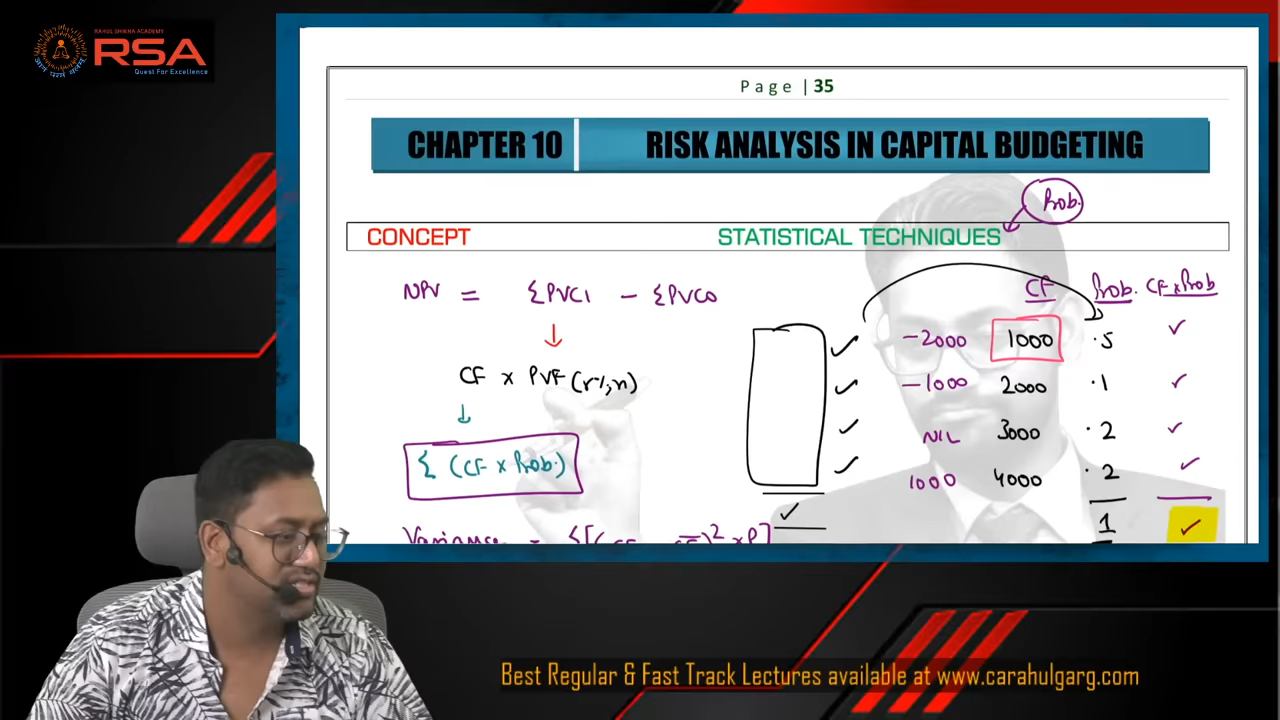 RAHUL SHIKHA ACADEMY
RSA
Quest For Excellence
Page | 35
CHAPTER 10 RISK ANALYSIS IN CAPITAL BUDGETING
Prob.
CONCEPT STATISTICAL TECHNIQUES
NPV = ΣPVCI - ΣPVCO
CF Prob. CF x Prob
-2000 1000 .5
CF x PVF (r%, n)
-1000 2000 .1
NIL 3000 .2
Σ (CF x Prob.)
1000 4000 .2
1
Variance
Best Regular & Fast Track Lectures available at www.carahulgarg.com